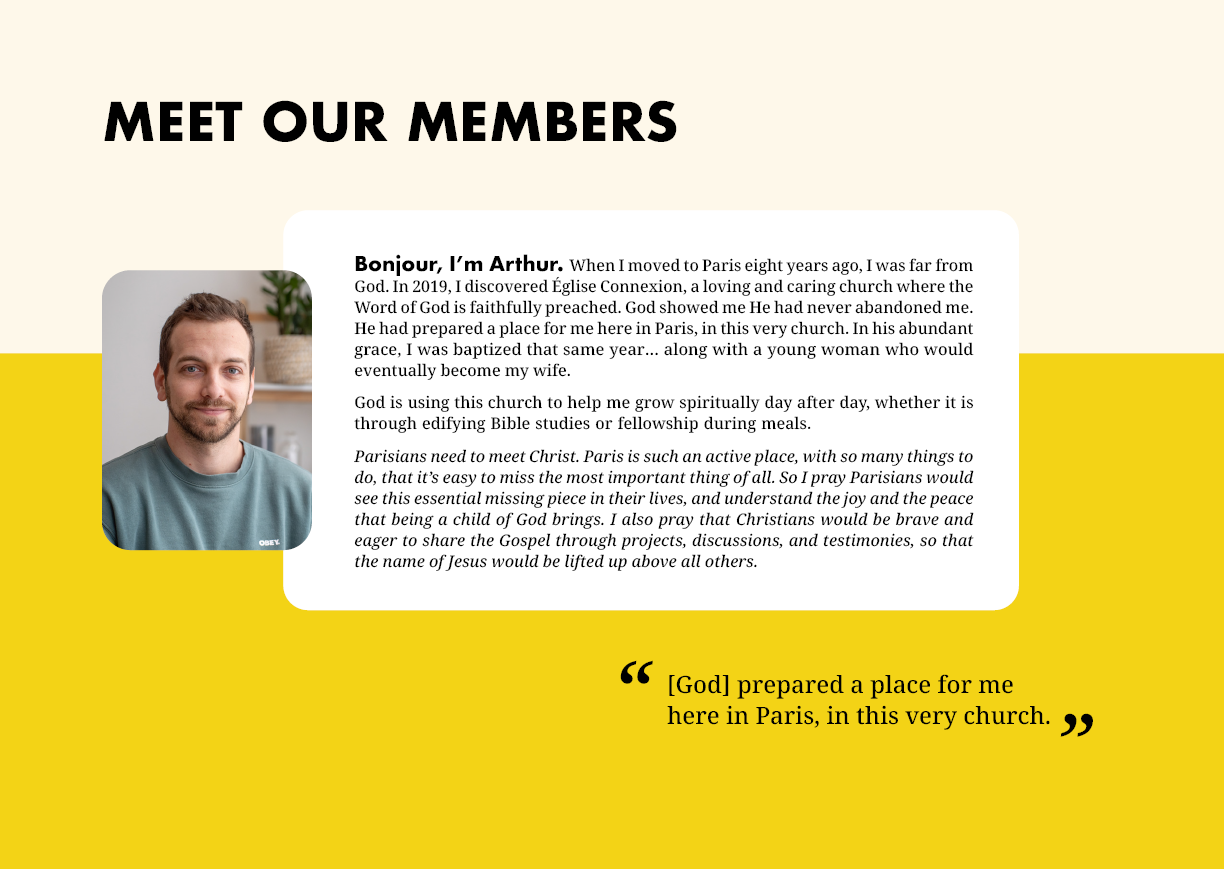 MEET OUR MEMBERS
Bonjour, I’m Arthur. When I moved to Paris eight years ago, I was far from
God. In 2019, I discovered Église Connexion, a loving and caring church where the
Word of God is faithfully preached. God showed me He had never abandoned me.
He had prepared a place for me here in Paris, in this very church. In his abundant
grace, I was baptized that same year… along with a young woman who would
eventually become my wife.
God is using this church to help me grow spiritually day after day, whether it is
through edifying Bible studies or fellowship during meals.
Parisians need to meet Christ. Paris is such an active place, with so many things to
do, that it’s easy to miss the most important thing of all. So I pray Parisians would
see this essential missing piece in their lives, and understand the joy and the peace
that being a child of God brings. I also pray that Christians would be brave and
eager to share the Gospel through projects, discussions, and testimonies, so that
the name of Jesus would be lifted up above all others.
OBEY.
“ [God] prepared a place for me
here in Paris, in this very church. ”